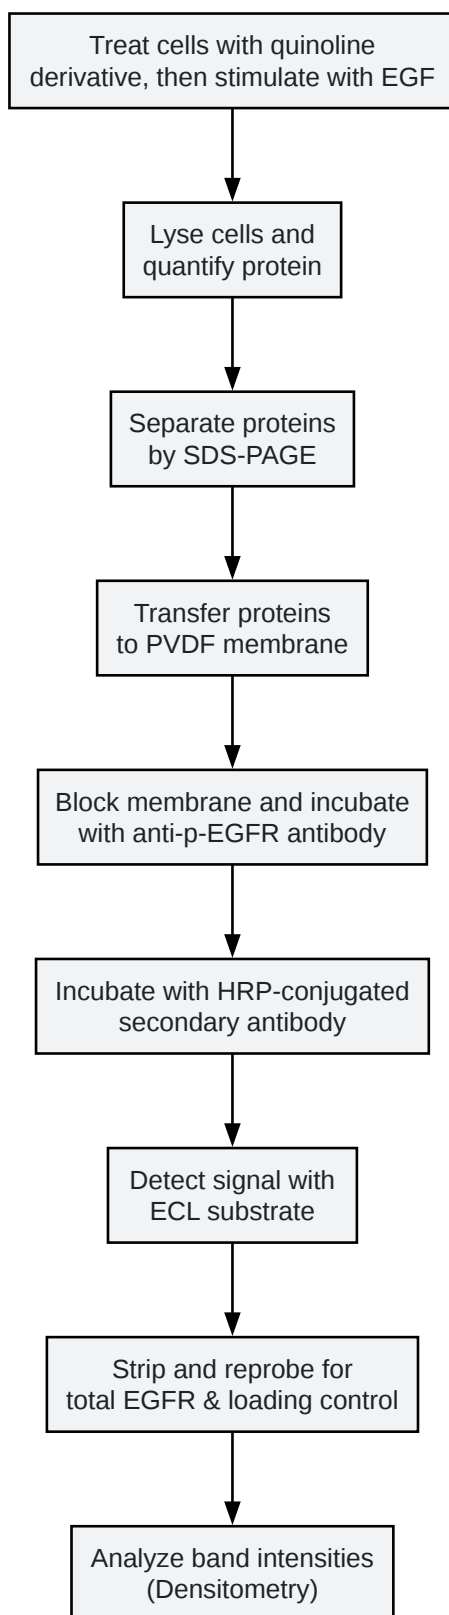 Treat cells with quinoline
derivative, then stimulate with EGF
Lyse cells and
quantify protein
Separate proteins
by SDS-PAGE
Transfer proteins
to PVDF membrane
Block membrane and incubate
with anti-p-EGFR antibody
Incubate with HRP-conjugated
secondary antibody
Detect signal with
ECL substrate
Strip and reprobe for
total EGFR & loading control
Analyze band intensities
(Densitometry)